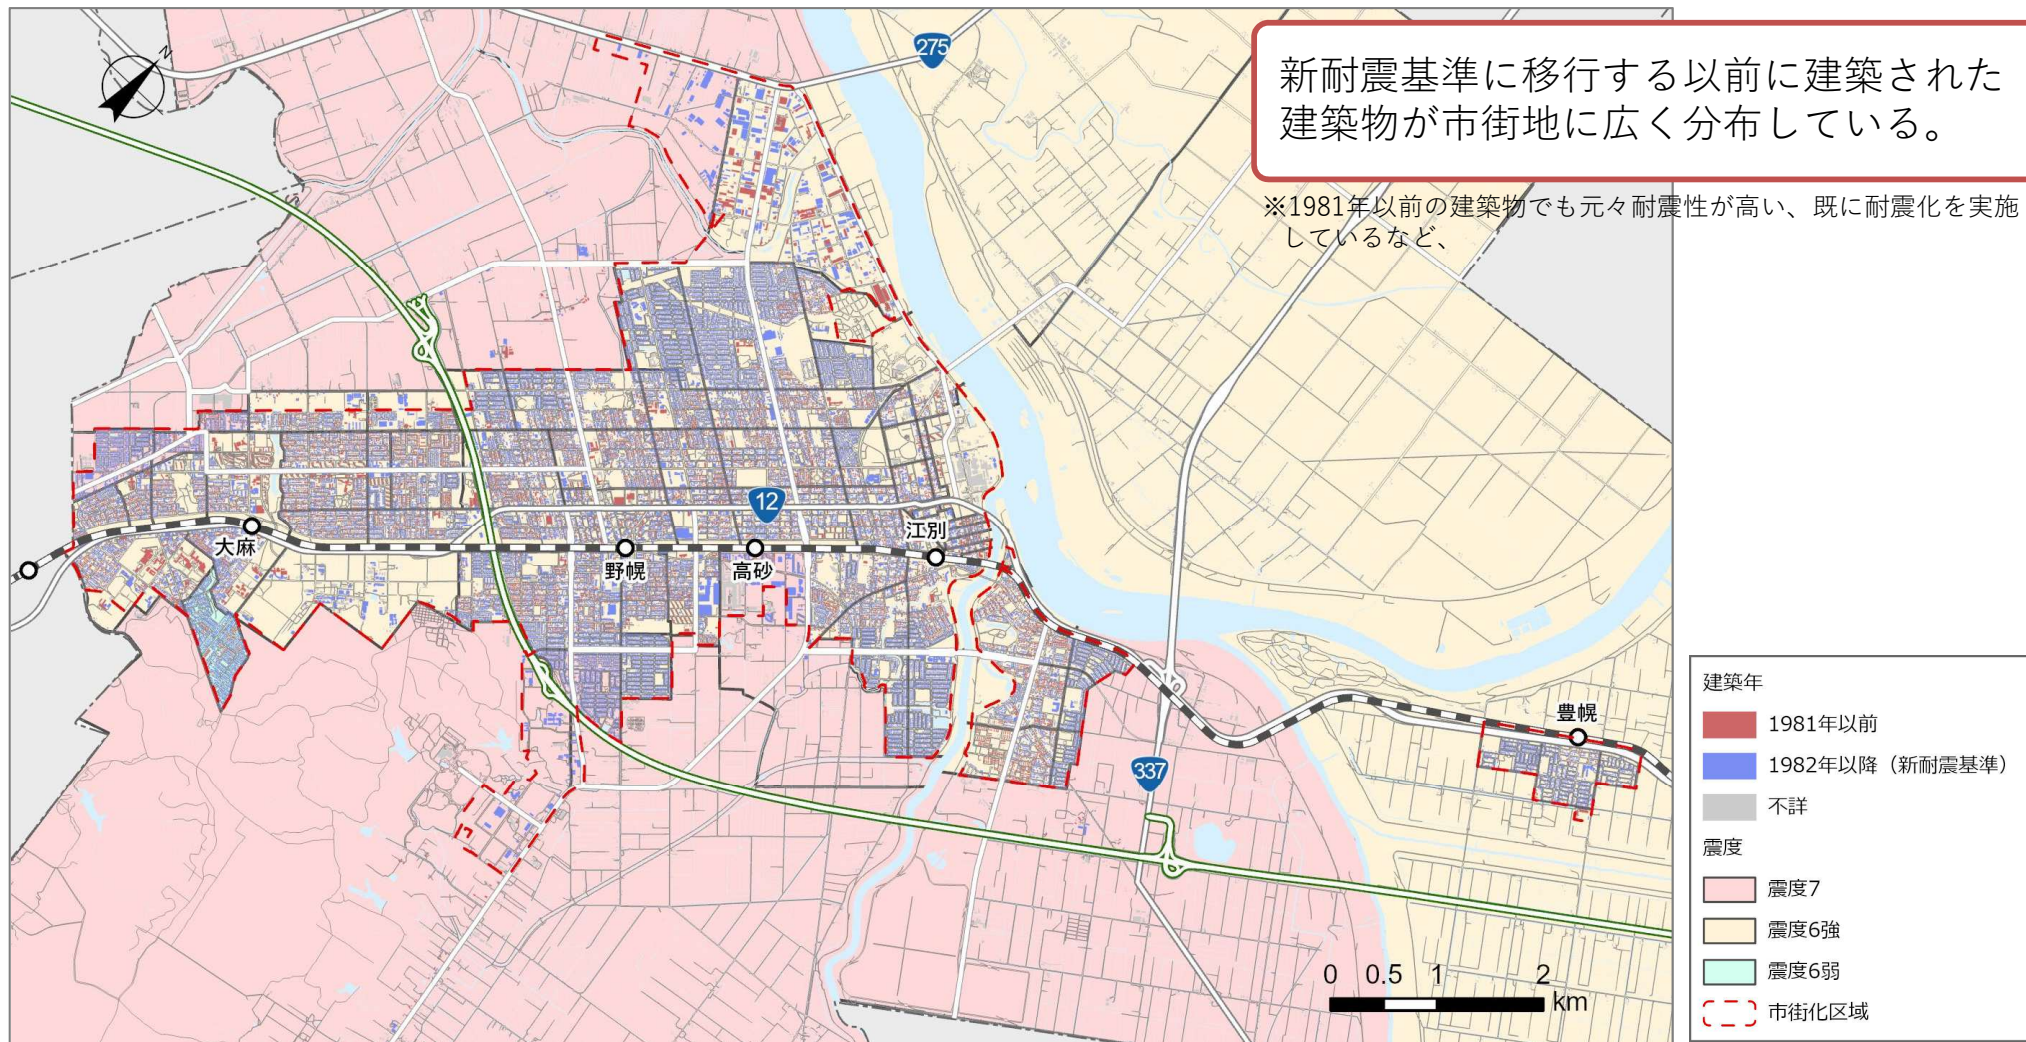 新耐震基準に移行する以前に建築された
建築物が市街地に広く分布している。
※1981年以前の建築物でも元々耐震性が高い、既に耐震化を実施
しているなど、
N
275
12
大麻
野幌
高砂
江別
豊幌
337
0 0.5 1 2
km
建築年
1981年以前
1982年以降（新耐震基準）
不詳
震度
震度7
震度6強
震度6弱
市街化区域